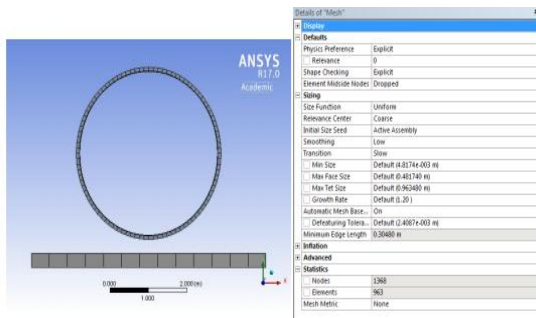 ANSYS
R17.0
Academic
0.000
2.000(m)
1.000
X
Details of "Mesh"
Display
Defaults
Physics Preference Explicit
Relevance 0
Shape Checking Explicit
Element Midside Nodes Dropped
Sizing
Size Function Uniform
Relevance Center Coarse
Initial Size Seed Active Assembly
Smoothing Low
Transition Slow
Min Size Default (4.8174e-003 m)
Max Face Size Default (0.481740 m)
Max Tet Size Default (0.963480 m)
Growth Rate Default (1.20 )
Automatic Mesh Base... On
Defeaturing Tolera... Default (2.4087e-003 m)
Minimum Edge Length 0.30480 m
Inflation
Advanced
Statistics
Nodes 1368
Elements 963
Mesh Metric None